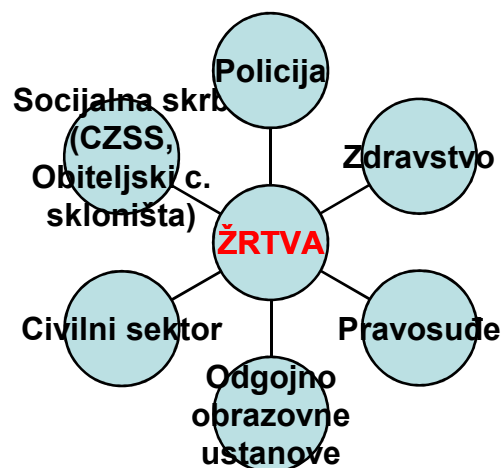 Policija
Socijalna skrb
(CZSS,
Obiteljski c.
skloništa)
Zdravstvo
ŽRTVA
Civilni sektor
Pravosuđe
Odgojno
obrazovne
ustanove